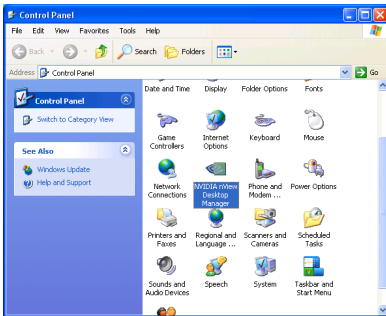 Control Panel
File Edit View Favorites Tools Help
Back Search Folders
Address Control Panel Go
Control Panel
Switch to Category View
See Also
Windows Update
Help and Support
Date and Time Display Folder Options Fonts
Game Controllers
Internet Options
Keyboard
Mouse
Network Connections
NVIDIA nView Desktop Manager
Phone and Modem ...
Power Options
Printers and Faxes
Regional and Language ...
Scanners and Cameras
Scheduled Tasks
Sounds and Audio Devices
Speech
System
Taskbar and Start Menu